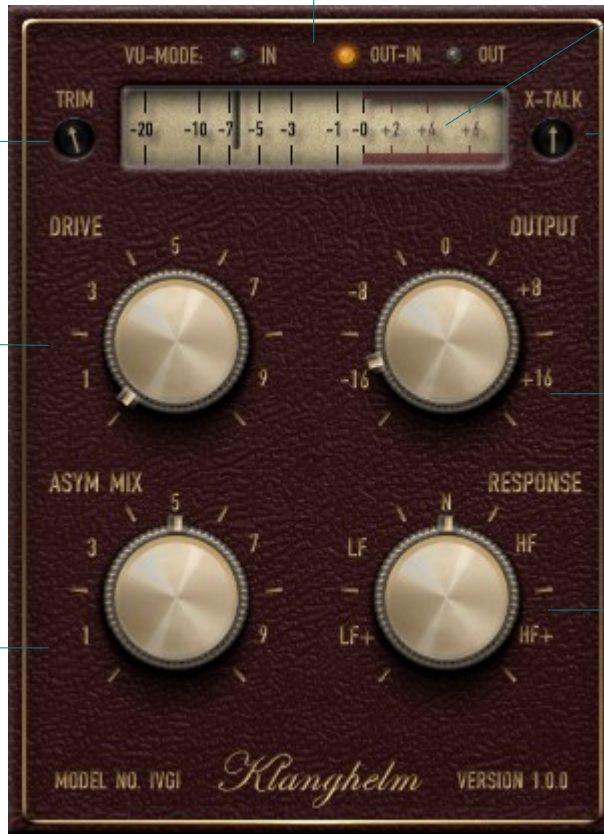 VU-MODE: IN OUT-IN OUT
TRIM X-TALK
-20 -10 -7 -5 -3 -1 -0 +2 +4 +6
DRIVE OUTPUT
5 0
3 7 -8 +8
1 9 -16 +16
ASYM MIX RESPONSE
5 N
3 7 LF HF
1 9 LF+ HF+
MODEL NO. IVGI Klanghelm VERSION 1.0.0